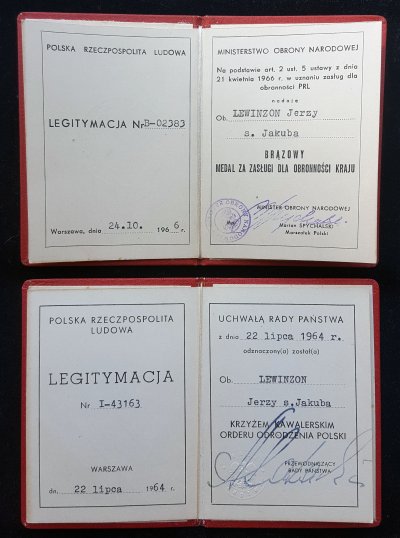 POLSKA RZECZPOSPOLITA LUDOWA
LEGITYMACJA Nr B-02383
Warszawa, dnia 24.10. 1966 r.
MINISTERSTWO OBRONY NARODOWEJ
Na podstawie art. 2 ust. 5 ustawy z dnia
21 kwietnia 1966 r. w uznaniu zasług dla
obronności PRL
nadaję
Ob. LEWINZON Jerzy
s. Jakuba
BRĄZOWY
MEDAL ZA ZASŁUGI DLA OBRONNOŚCI KRAJU
MINISTER OBRONY NARODOWEJ
Marian SPYCHALSKI
Marszałek Polski
POLSKA RZECZPOSPOLITA
LUDOWA
LEGITYMACJA
Nr I-43163
WARSZAWA
dn. 22 lipca 1964 r.
UCHWAŁĄ RADY PAŃSTWA
z dnia 22 lipca 1964 r.
odznaczony(a) został(a)
Ob. LEWINZON
Jerzy s.Jakuba
KRZYŻEM KAWALERSKIM
ORDERU ODRODZENIA POLSKI
PRZEWODNICZĄCY
RADY PAŃSTWA